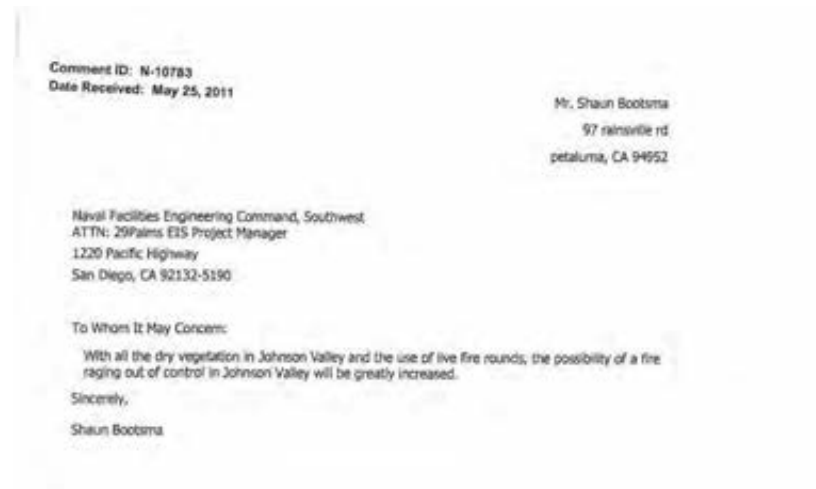 Comment ID: N-10783
Date Received: May 25, 2011
Mr. Shaun Bootsma
97 rainsville rd
petaluma, CA 94952
Naval Facilities Engineering Command, Southwest
ATTN: 29Palms EIS Project Manager
1220 Pacific Highway
San Diego, CA 92132-5190
To Whom It May Concern:
With all the dry vegetation in Johnson Valley and the use of live fire rounds, the possibility of a fire
raging out of control in Johnson Valley will be greatly increased.
Sincerely,
Shaun Bootsma